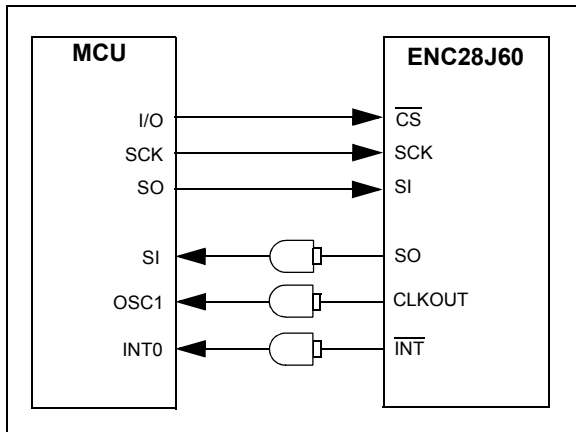 MCU
ENC28J60
I/O
CS
SCK
SCK
SO
SI
SI
SO
OSC1
CLKOUT
INT0
INT